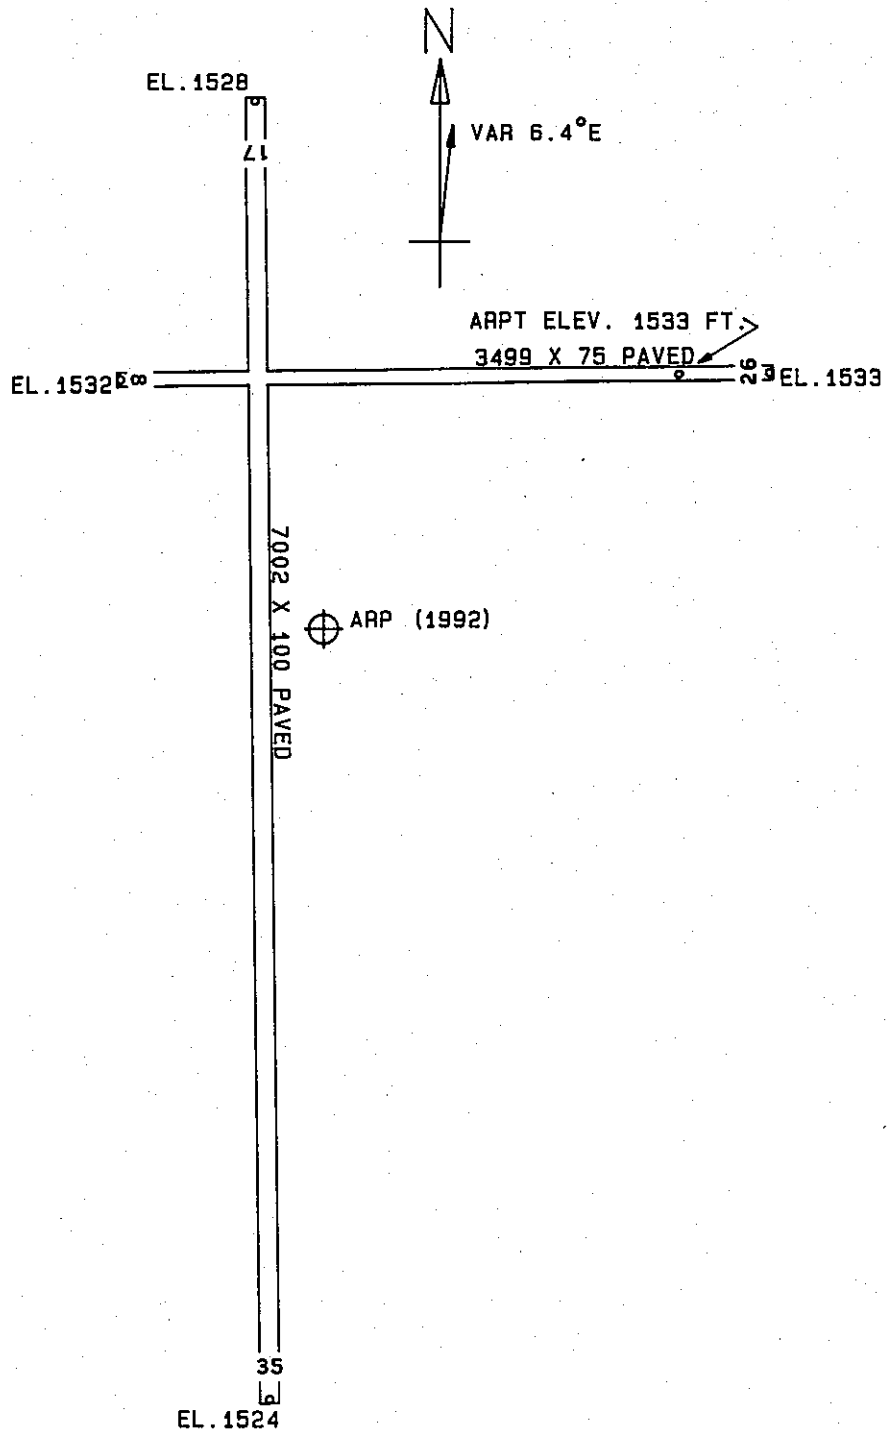 N
EL.1528
VAR 6.4°E
17
ARPT ELEV. 1533 FT.
3499 X 75 PAVED
EL.1532
8
26
EL.1533
7002 X 100 PAVED
ARP (1992)
35
EL.1524